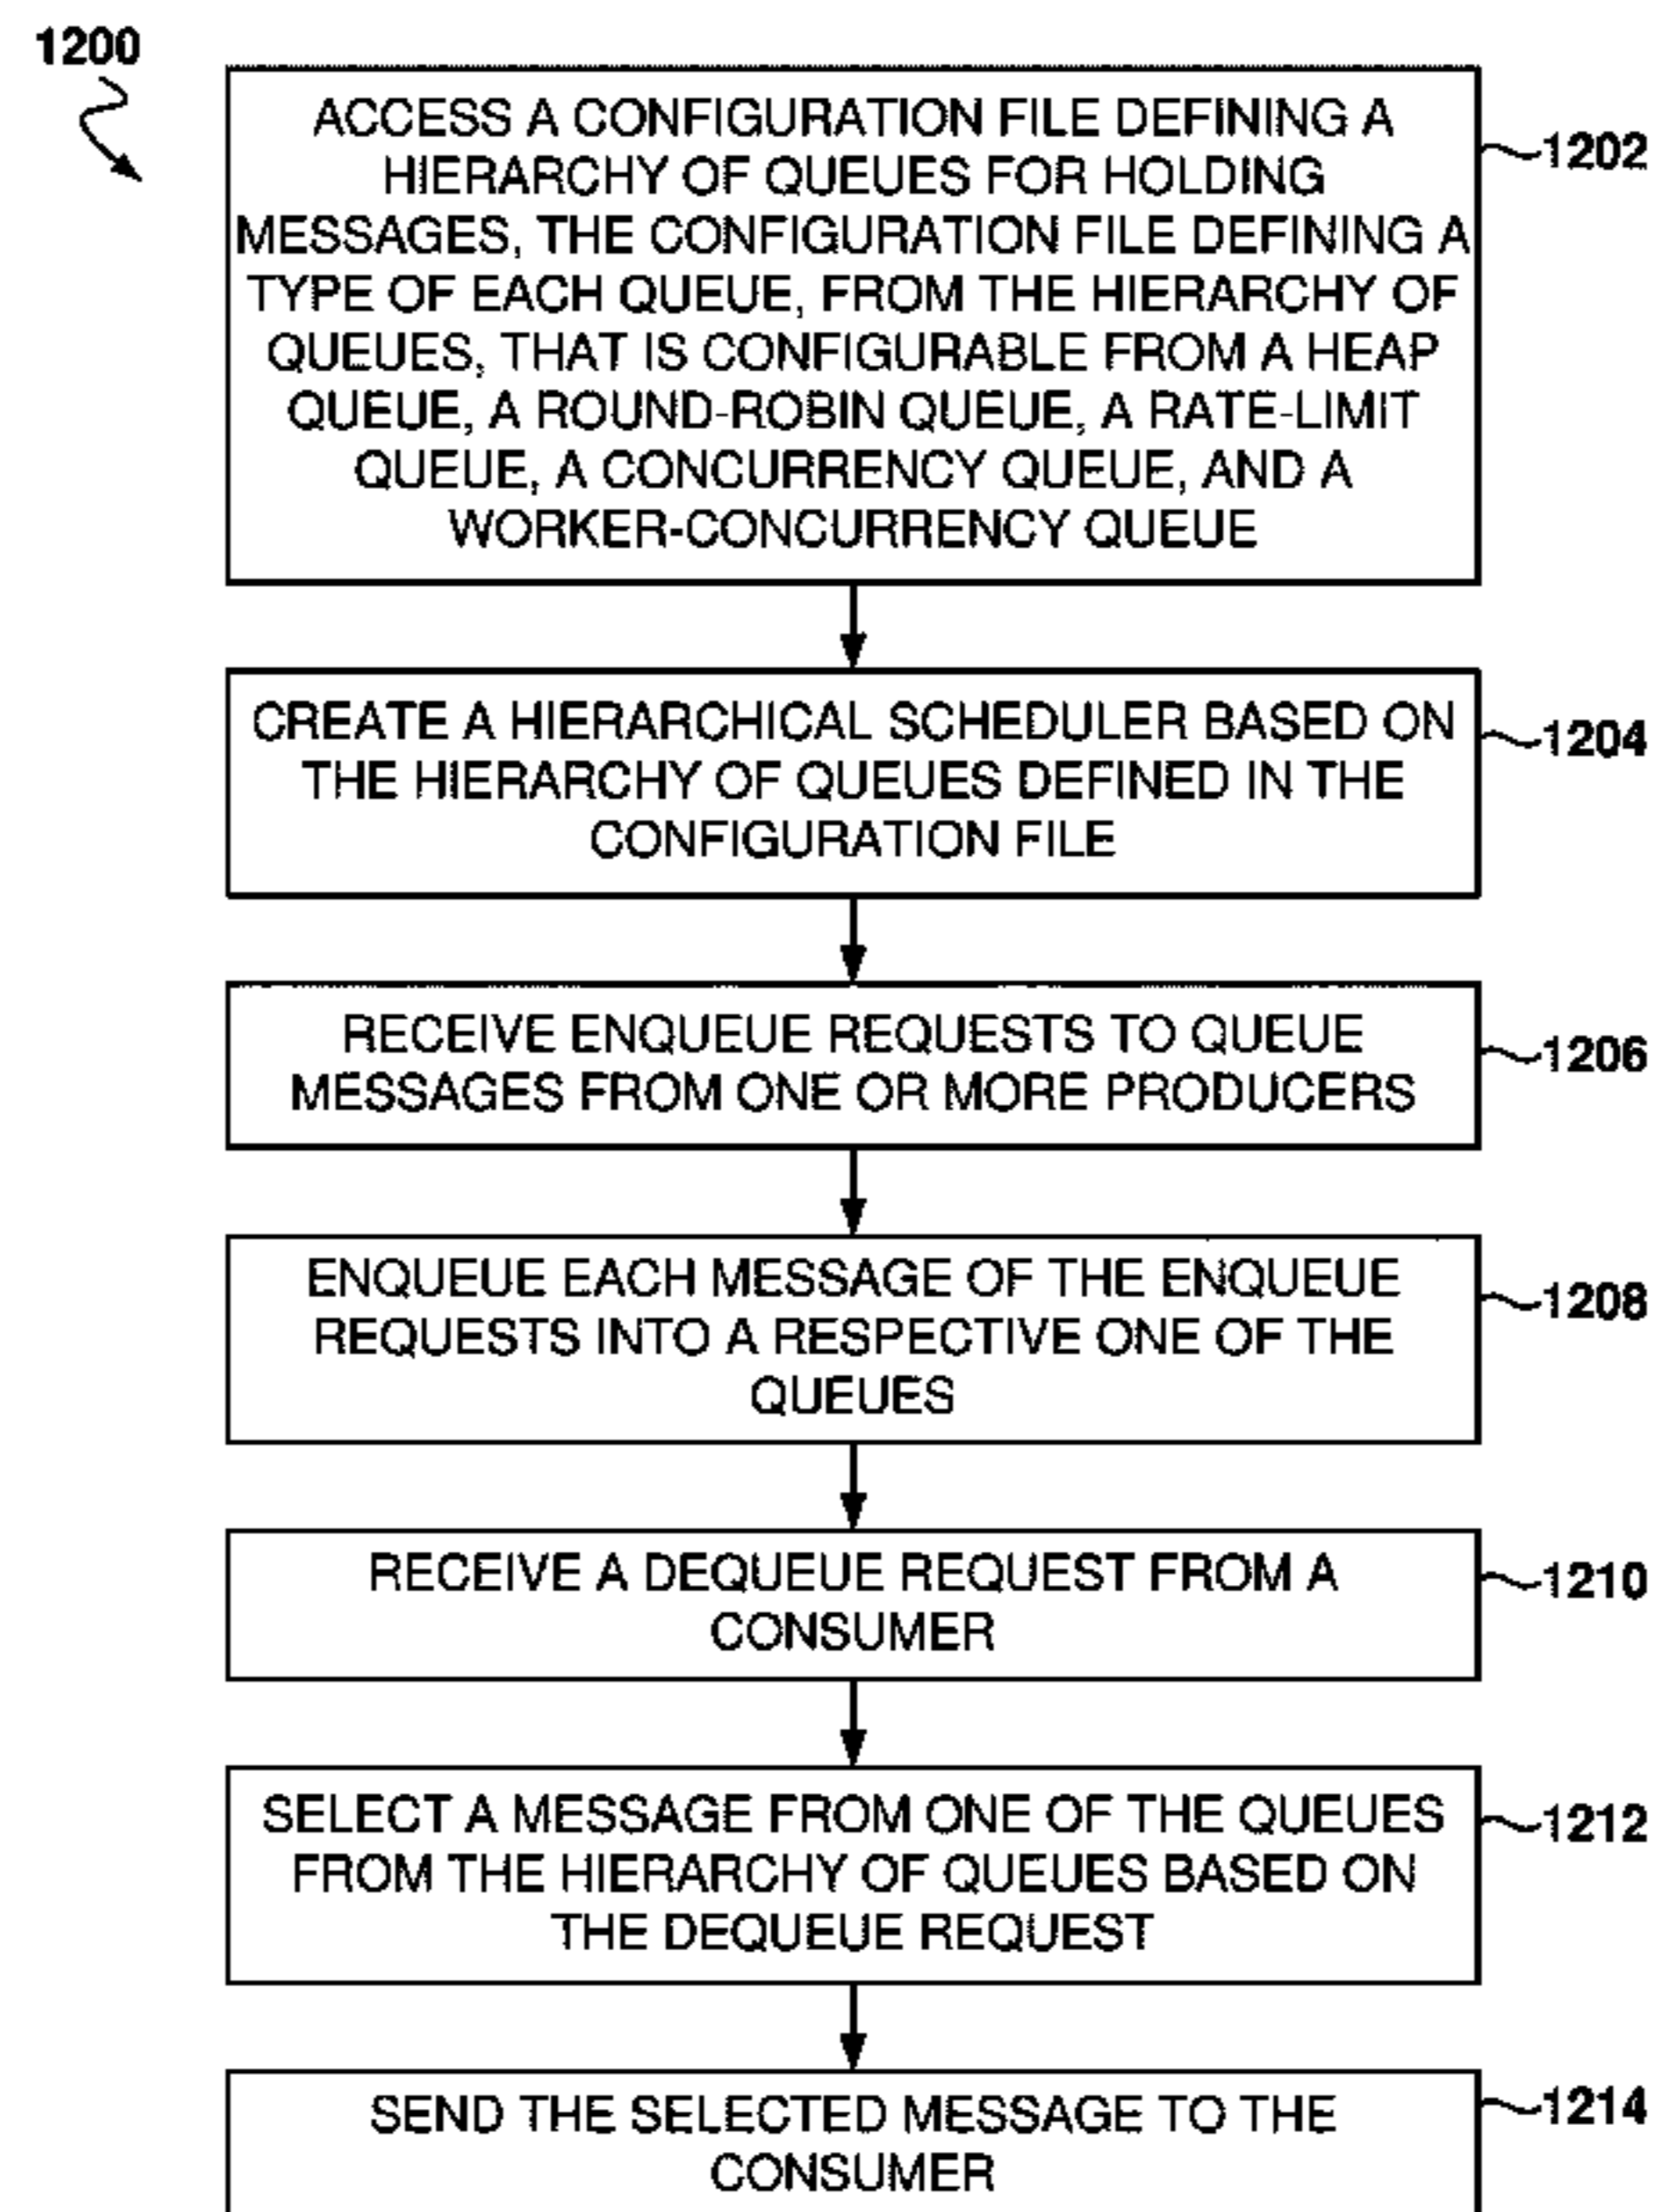 1200
ACCESS A CONFIGURATION FILE DEFINING A
HIERARCHY OF QUEUES FOR HOLDING
MESSAGES, THE CONFIGURATION FILE DEFINING A
TYPE OF EACH QUEUE, FROM THE HIERARCHY OF
QUEUES, THAT IS CONFIGURABLE FROM A HEAP
QUEUE, A ROUND-ROBIN QUEUE, A RATE-LIMIT
QUEUE, A CONCURRENCY QUEUE, AND A
WORKER-CONCURRENCY QUEUE
1202
CREATE A HIERARCHICAL SCHEDULER BASED ON
THE HIERARCHY OF QUEUES DEFINED IN THE
CONFIGURATION FILE
1204
RECEIVE ENQUEUE REQUESTS TO QUEUE
MESSAGES FROM ONE OR MORE PRODUCERS
1206
ENQUEUE EACH MESSAGE OF THE ENQUEUE
REQUESTS INTO A RESPECTIVE ONE OF THE
QUEUES
1208
RECEIVE A DEQUEUE REQUEST FROM A
CONSUMER
1210
SELECT A MESSAGE FROM ONE OF THE QUEUES
FROM THE HIERARCHY OF QUEUES BASED ON
THE DEQUEUE REQUEST
1212
SEND THE SELECTED MESSAGE TO THE
CONSUMER
1214